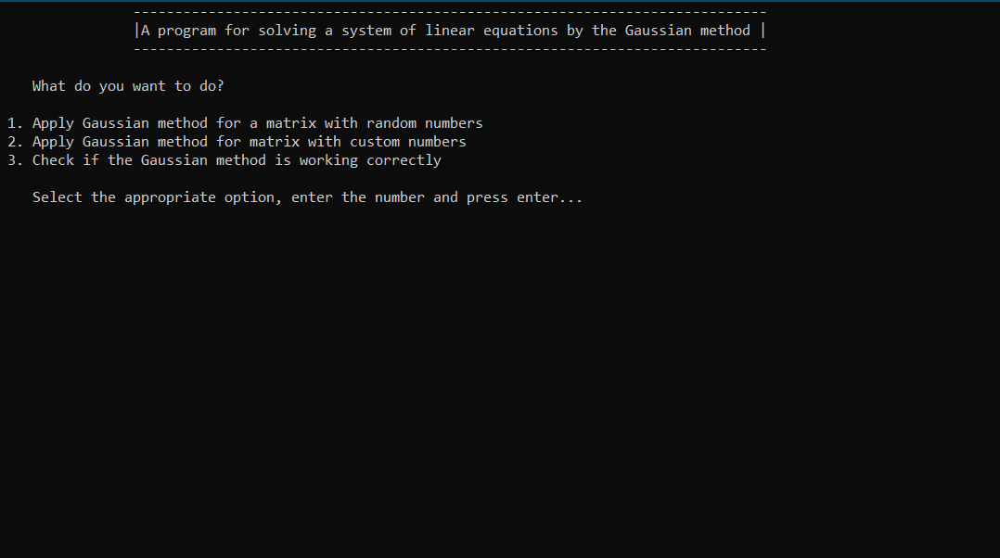 ----------------------------------------------------------------------------
|A program for solving a system of linear equations by the Gaussian method |
----------------------------------------------------------------------------
What do you want to do?
1. Apply Gaussian method for a matrix with random numbers
2. Apply Gaussian method for matrix with custom numbers
3. Check if the Gaussian method is working correctly
Select the appropriate option, enter the number and press enter...